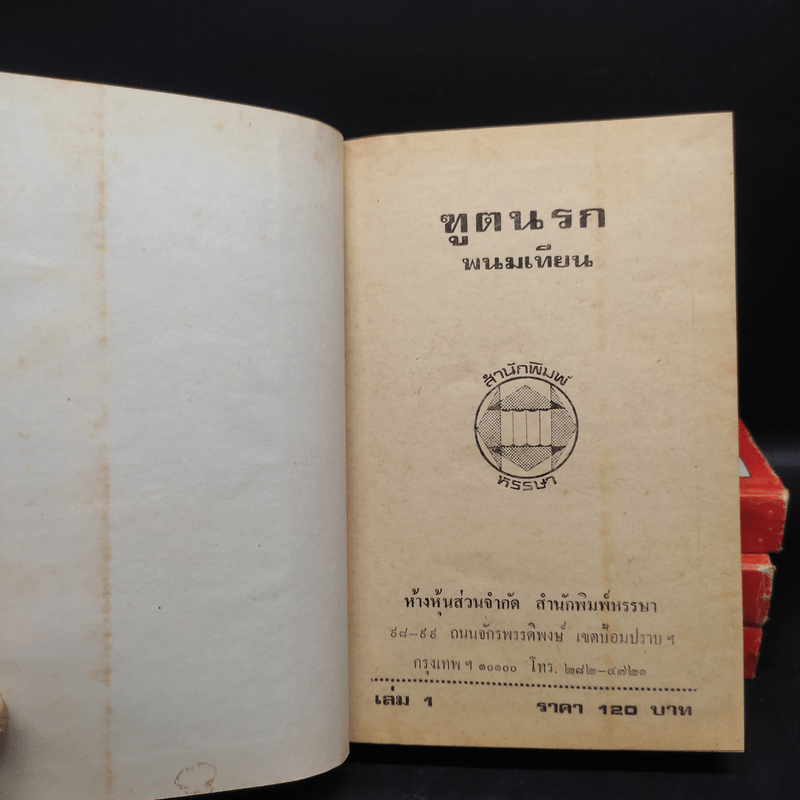 ฑูตนรก
พนมเทียน
สำนักพิมพ์
หรรษา
ห้างหุ้นส่วนจำกัด สำนักพิมพ์หรรษา
๙๘-๙๙ ถนนจักรพรรดิพงษ์ เขตป้อมปราบ ฯ
กรุงเทพ ฯ ๑๐๑๐๐ โทร. ๒๘๒-๔๗๒๑
เล่ม 1 ราคา 120 บาท